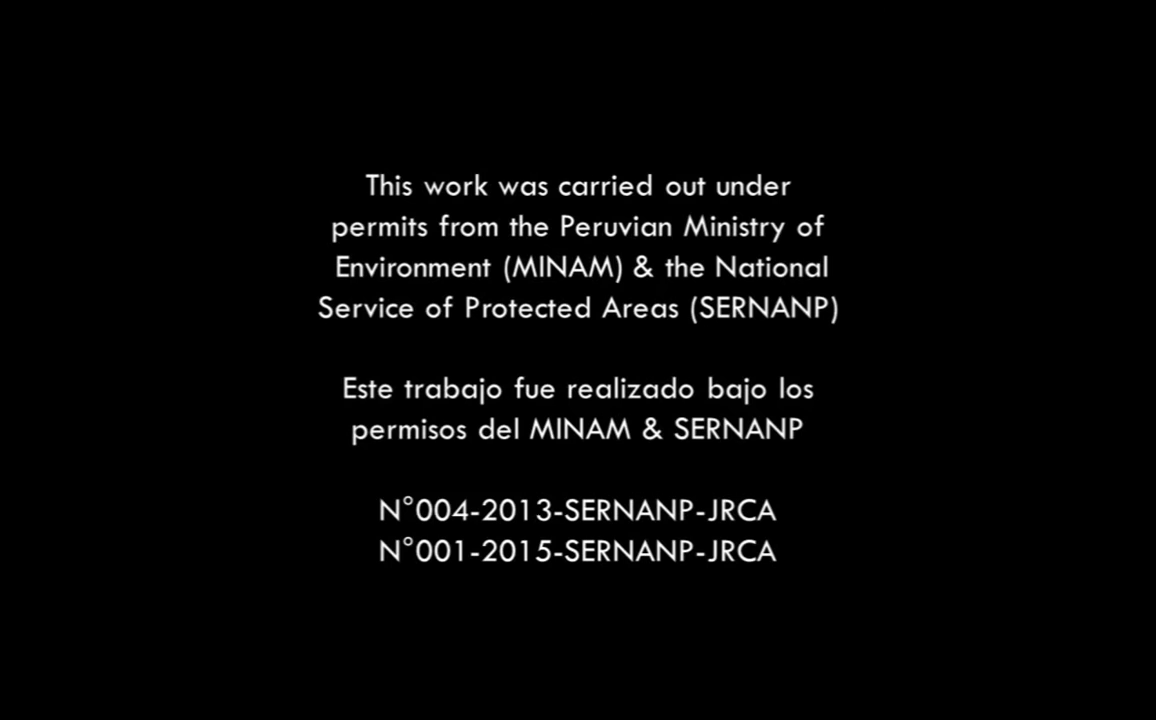 This work was carried out under
permits from the Peruvian Ministry of
Environment (MINAM) & the National
Service of Protected Areas (SERNANP)
Este trabajo fue realizado bajo los
permisos del MINAM & SERNANP
N°004-2013-SERNANP-JRCA
N°001-2015-SERNANP-JRCA